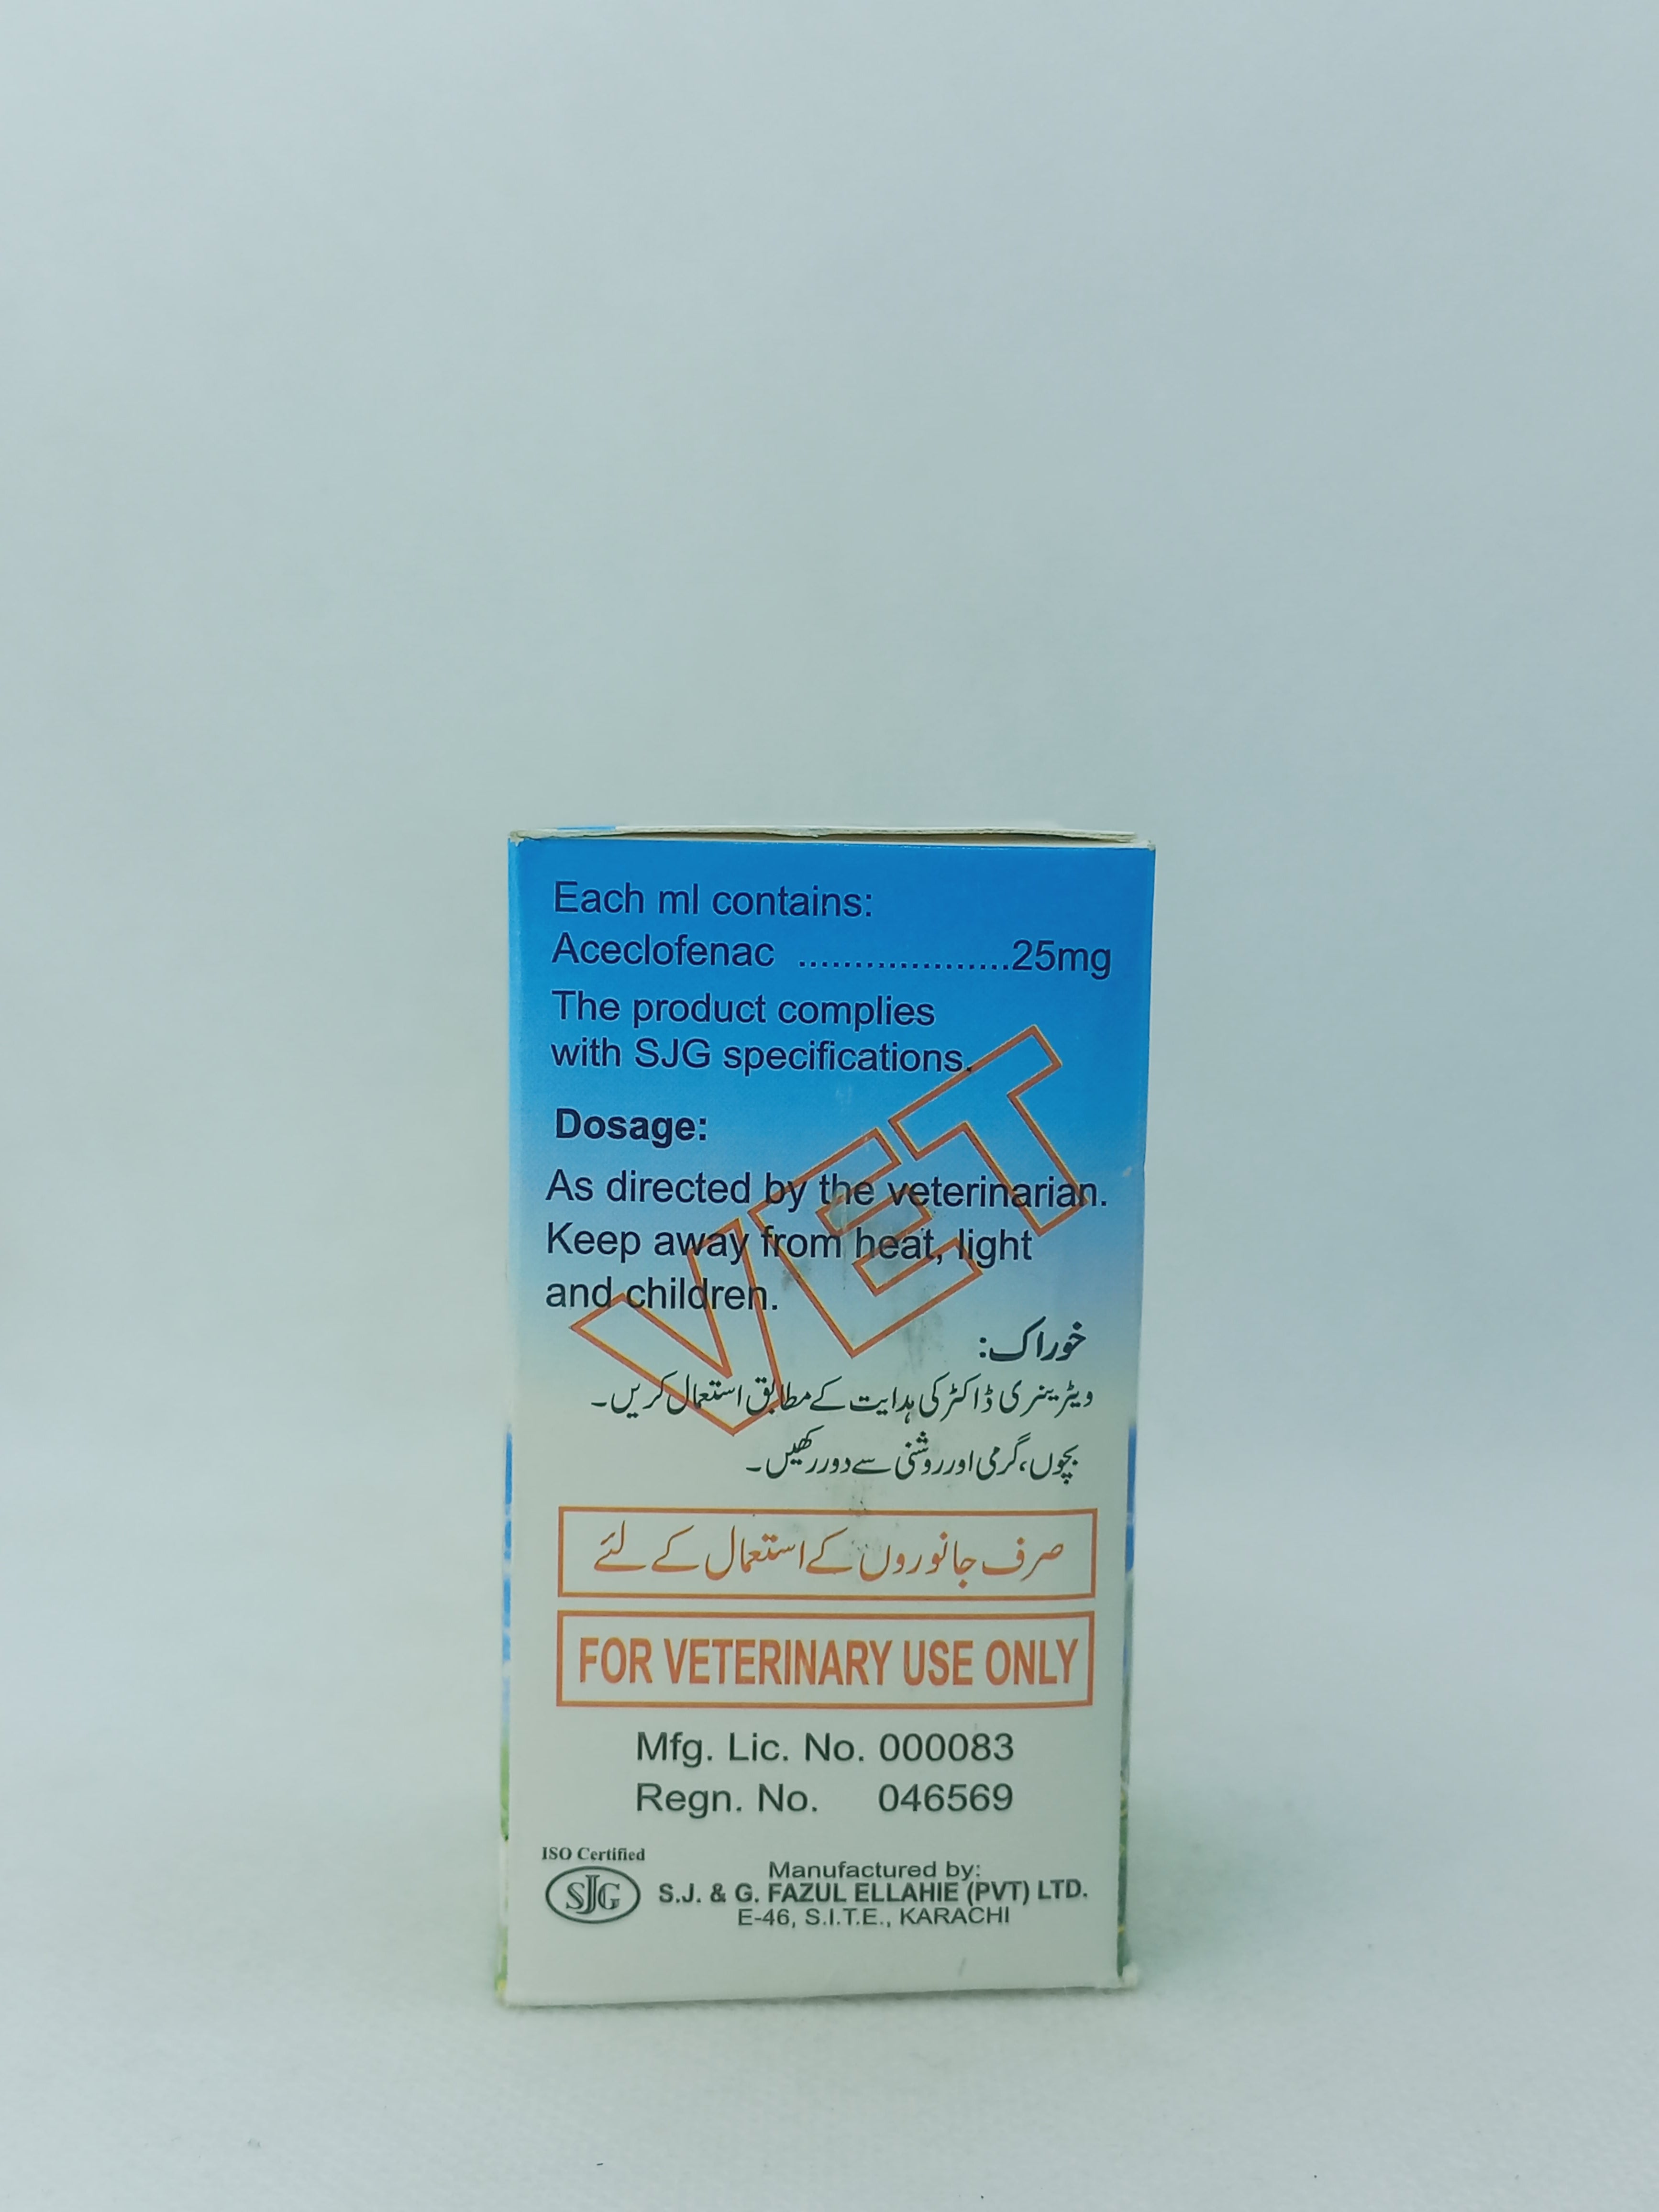 Each ml contains:
Aceclofenac ...................25mg
The product complies
with SJG specifications.
Dosage:
As directed by the veterinarian.
Keep away from heat, light
and children.
VET
خوراک:
ویٹرینری ڈاکٹر کی ہدایت کے مطابق استعمال کریں۔
بچوں، گرمی اور روشنی سے دور رکھیں۔
صرف جانوروں کے استعمال کے لئے
FOR VETERINARY USE ONLY
Mfg. Lic. No. 000083
Regn. No. 046569
ISO Certified
SJG
Manufactured by:
S.J. & G. FAZUL ELLAHIE (PVT) LTD.
E-46, S.I.T.E., KARACHI